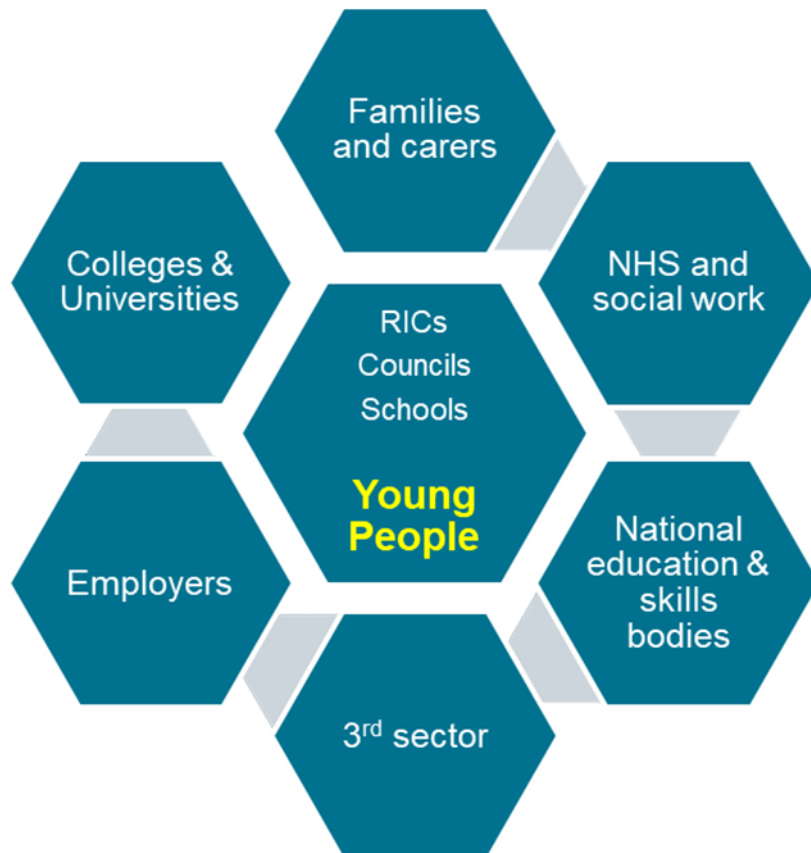 Families
and carers
Colleges &
Universities
NHS and
social work
RICs
Councils
Schools
Young
People
Employers
National
education &
skills
bodies
3rd sector